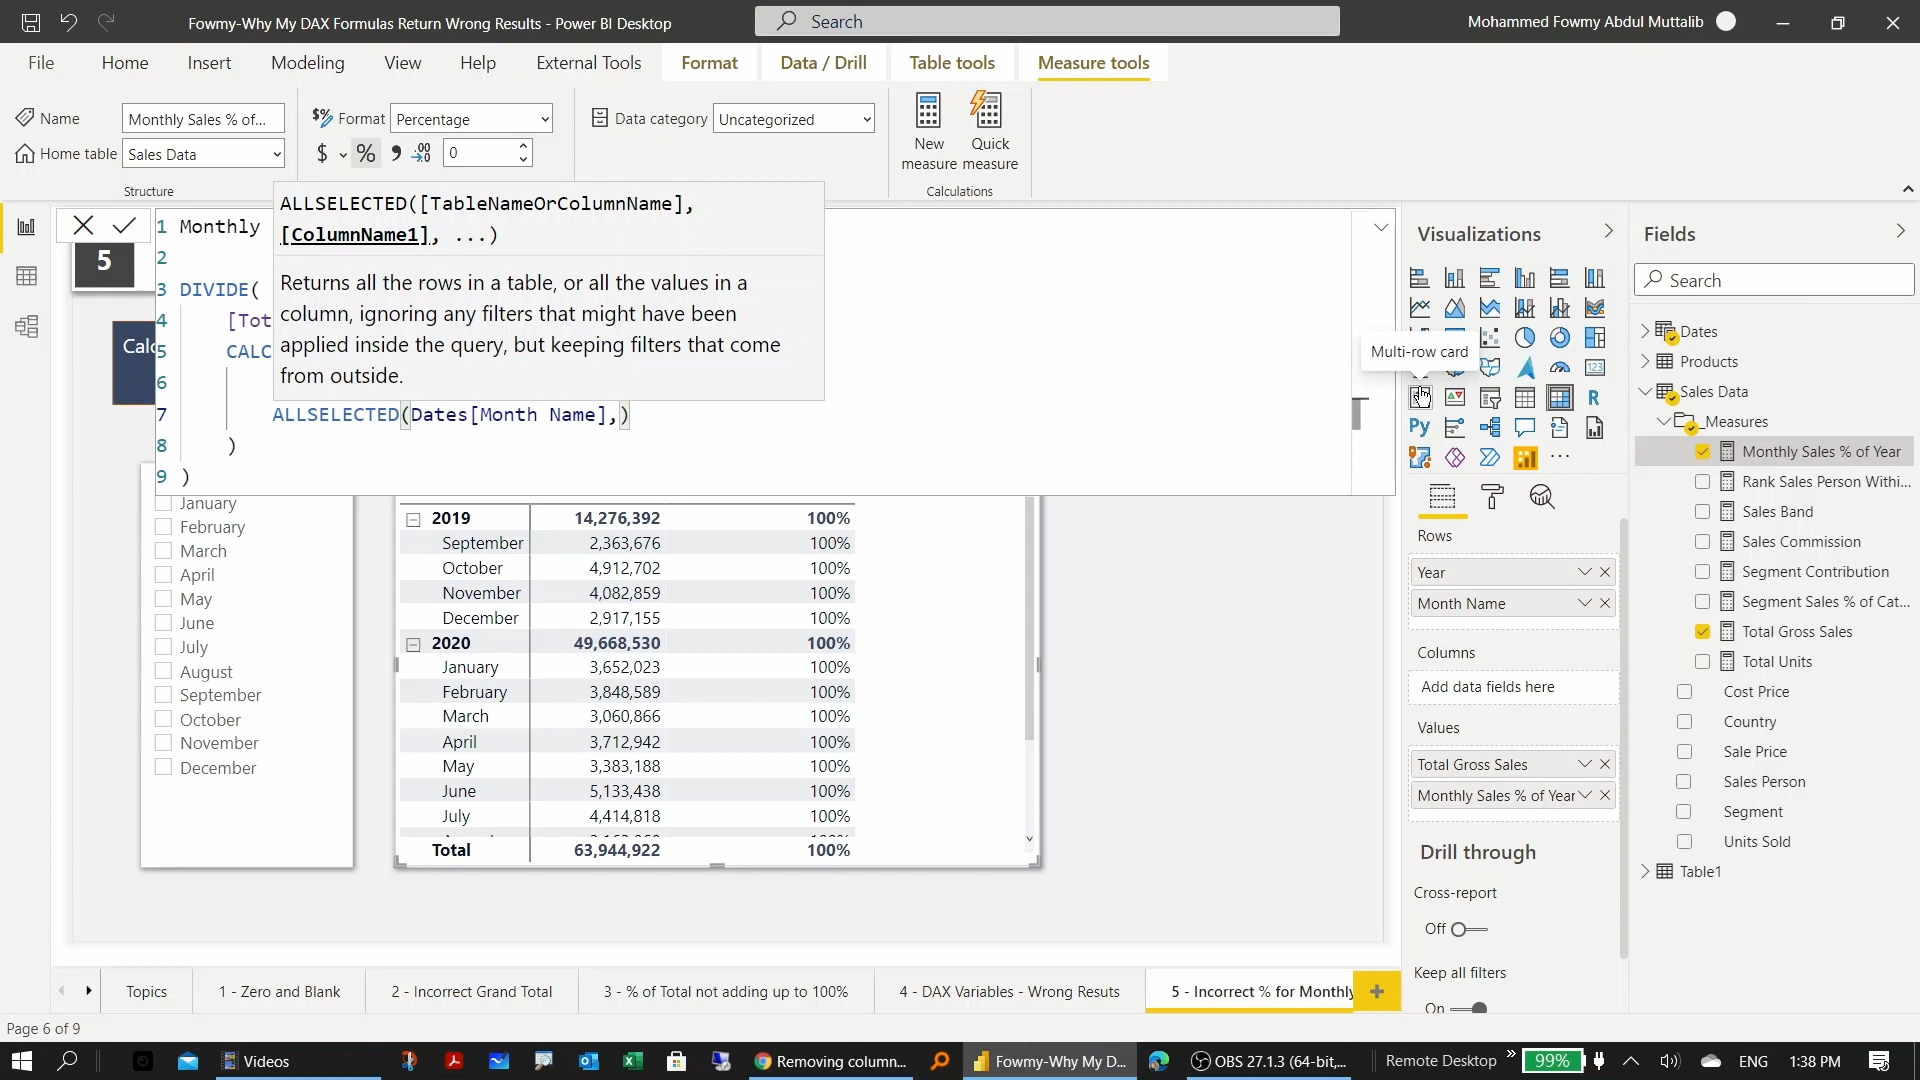 Fowmy-Why My DAX Formulas Return Wrong Results - Power BI Desktop
Search
Mohammed Fowmy Abdul Muttalib
File Home Insert Modeling View Help External Tools Format Data / Drill Table tools Measure tools
Name Monthly Sales % of...
Home table Sales Data
Structure
Format Percentage
$ % 0
Data category Uncategorized
New measure
Quick measure
Calculations
ALLSELECTED([TableNameOrColumnName],
[ColumnName1], ...)
Returns all the rows in a table, or all the values in a
column, ignoring any filters that might have been
applied inside the query, but keeping filters that come
from outside.
5
Calc
1 Monthly
2
3 DIVIDE(
4 [Tot
5 CALC
6
7 ALLSELECTED(Dates[Month Name],)
8 )
9 )
January
February
March
April
May
June
July
August
September
October
November
December
2019 14,276,392 100%
September 2,363,676 100%
October 4,912,702 100%
November 4,082,859 100%
December 2,917,155 100%
2020 49,668,530 100%
January 3,652,023 100%
February 3,848,589 100%
March 3,060,866 100%
April 3,712,942 100%
May 3,383,188 100%
June 5,133,438 100%
July 4,414,818 100%
Total 63,944,922 100%
Visualizations
Multi-row card
123
R
Py
Rows
Year
Month Name
Columns
Add data fields here
Values
Total Gross Sales
Monthly Sales % of Year
Drill through
Cross-report
Off
Keep all filters
On
Fields
Search
Dates
Products
Sales Data
_Measures
Monthly Sales % of Year
Rank Sales Person Withi...
Sales Band
Sales Commission
Segment Contribution
Segment Sales % of Cat...
Total Gross Sales
Total Units
Cost Price
Country
Sale Price
Sales Person
Segment
Units Sold
Table1
Topics
1 - Zero and Blank
2 - Incorrect Grand Total
3 - % of Total not adding up to 100%
4 - DAX Variables - Wrong Resuts
5 - Incorrect % for Monthly
Page 6 of 9
Videos
Removing column...
Fowmy-Why My D...
OBS 27.1.3 (64-bit,...
Remote Desktop
99%
ENG
1:38 PM